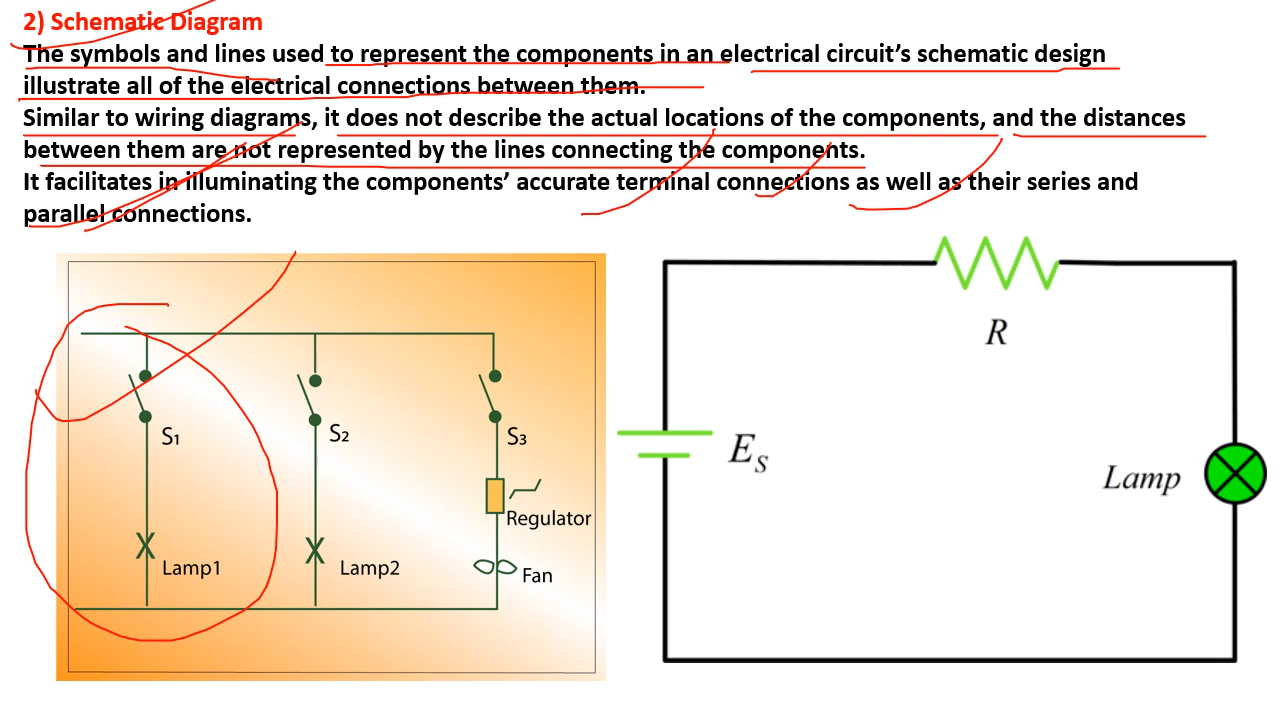 2) Schematic Diagram
The symbols and lines used to represent the components in an electrical circuit’s schematic design
illustrate all of the electrical connections between them.
Similar to wiring diagrams, it does not describe the actual locations of the components, and the distances
between them are not represented by the lines connecting the components.
It facilitates in illuminating the components’ accurate terminal connections as well as their series and
parallel connections.
R
S1
S2
S3
E_S
Lamp
Regulator
Lamp1
Lamp2
Fan